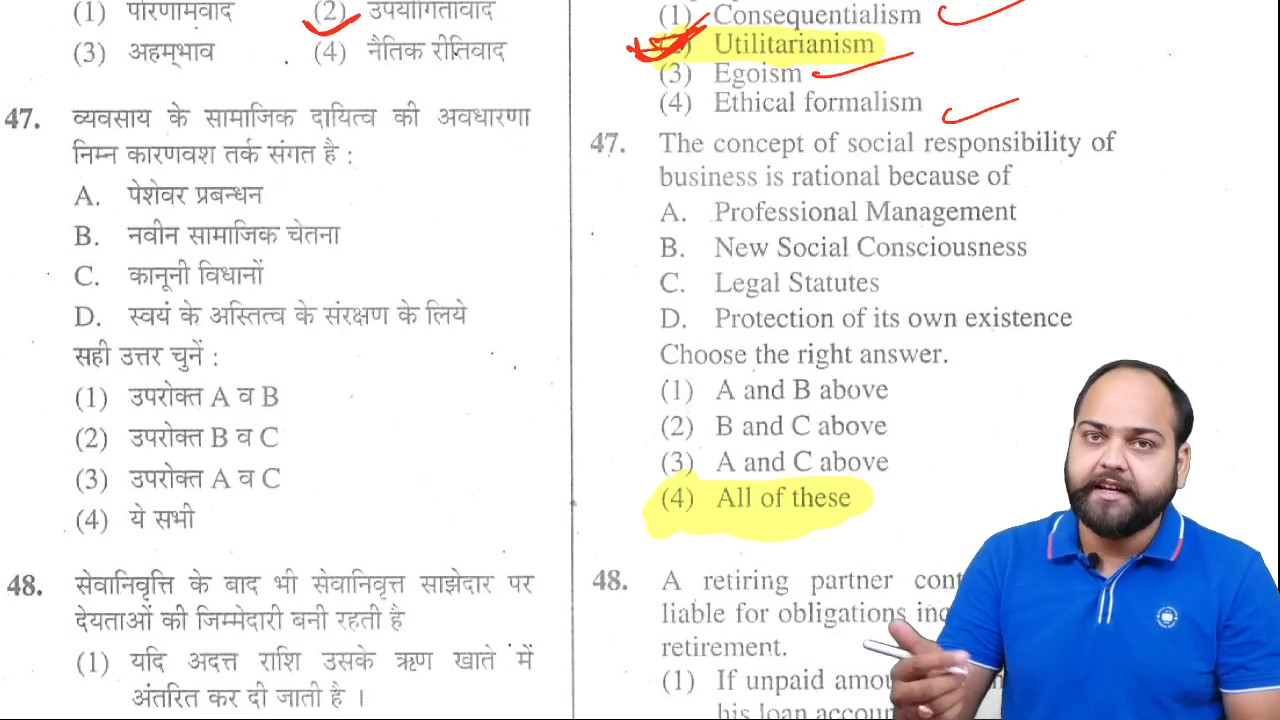 (1) परिणामवाद (2) उपयोगितावाद
(3) अहम्‌भाव (4) नैतिक रीतिवाद
47. व्यवसाय के सामाजिक दायित्व की अवधारणा
निम्न कारणवश तर्क संगत है :
A. पेशेवर प्रबन्धन
B. नवीन सामाजिक चेतना
C. कानूनी विधानों
D. स्वयं के अस्तित्व के संरक्षण के लिये
सही उत्तर चुनें :
(1) उपरोक्त A व B
(2) उपरोक्त B व C
(3) उपरोक्त A व C
(4) ये सभी
48. सेवानिवृत्ति के बाद भी सेवानिवृत्त साझेदार पर
देयताओं की जिम्मेदारी बनी रहती है
(1) यदि अदत्त राशि उसके ऋण खाते में
अंतरित कर दी जाती है ।
(1) Consequentialism
Utilitarianism
(3) Egoism
(4) Ethical formalism
47. The concept of social responsibility of
business is rational because of
A. Professional Management
B. New Social Consciousness
C. Legal Statutes
D. Protection of its own existence
Choose the right answer.
(1) A and B above
(2) B and C above
(3) A and C above
(4) All of these
48. A retiring partner
liable for obligations
retirement.
(1) If unpaid
his loan